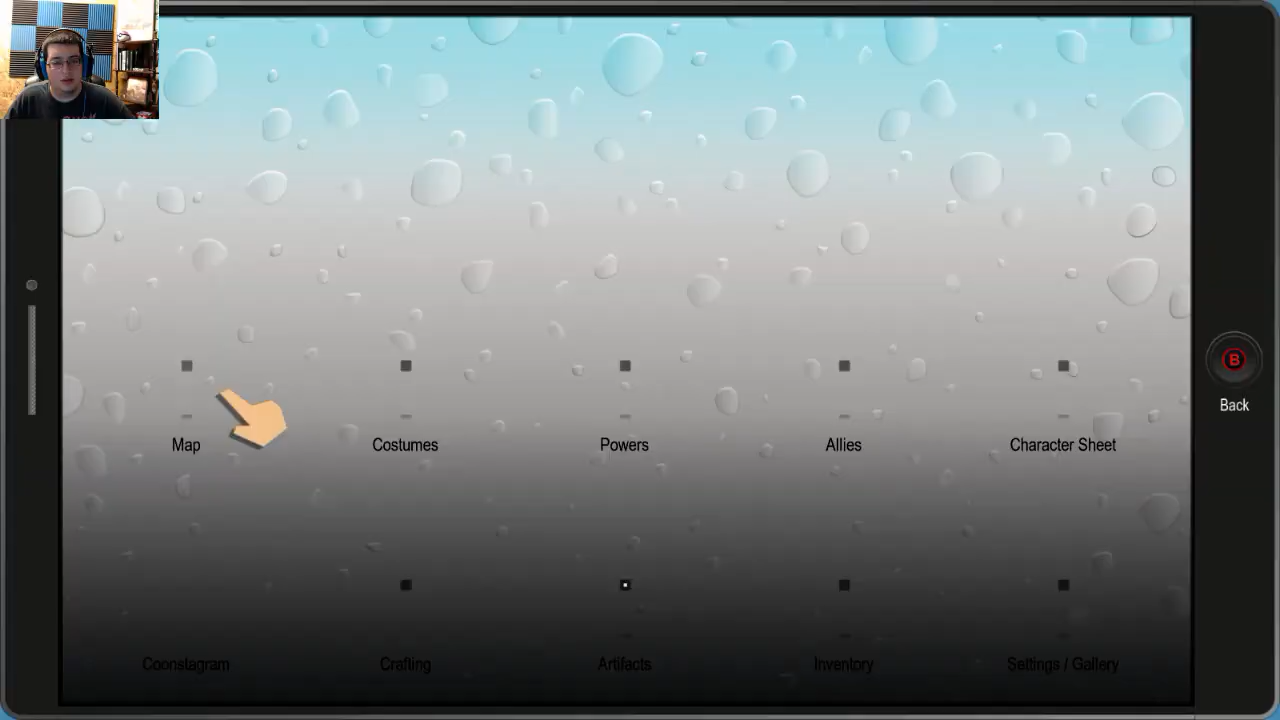 B
Back
Map
Costumes
Powers
Allies
Character Sheet
Coonstagram
Crafting
Artifacts
Inventory
Settings / Gallery